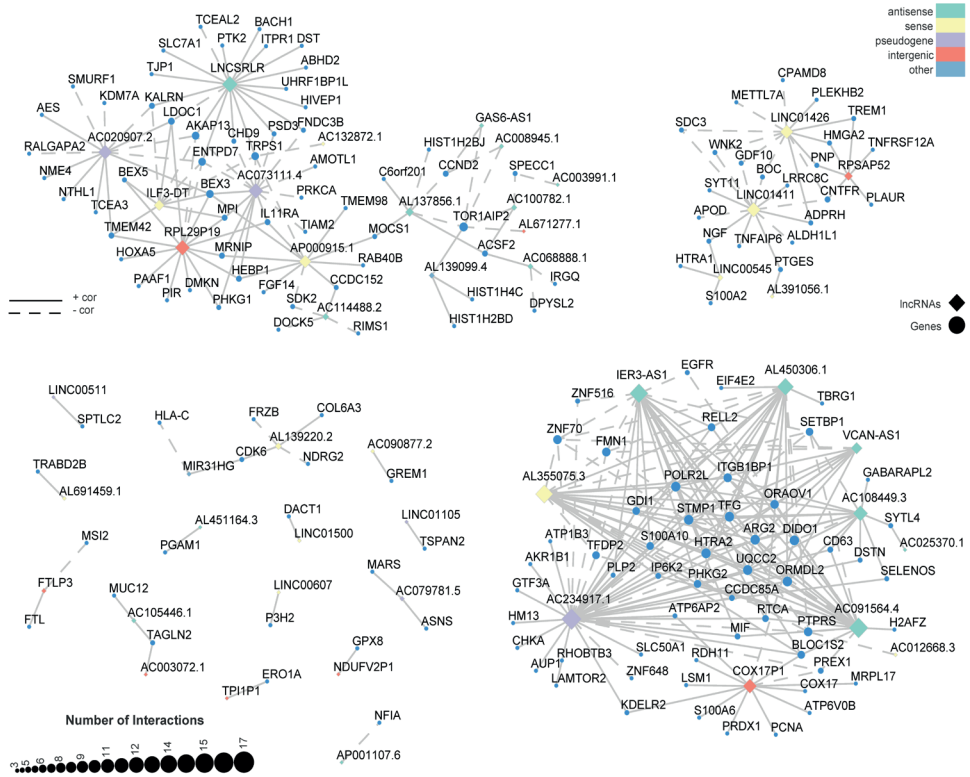 antisense
sense
pseudogene
intergenic
other
TCEAL2
BACH1
PTK2
ITPR1
DST
SLC7A1
LNCSRLR
ABHD2
TJP1
UHRF1BP1L
SMURF1
KDM7A
KALRN
HIVEP1
AES
LDOC1
AKAP13
PSD3
FNDC3B
AC020907.2
CHD9
TRPS1
AC132872.1
RALGAPA2
ENTPD7
AMOTL1
NME4
BEX5
AC073111.4
NTHL1
BEX3
PRKCA
TCEA3
ILF3-DT
MPI
IL11RA
TMEM98
TMEM42
RPL29P19
TIAM2
MOCS1
HOXA5
MRNIP
AP000915.1
RAB40B
PAAF1
DMKN
HEBP1
CCDC152
PIR
FGF14
PHKG1
SDK2
AC114488.2
DOCK5
RIMS1
GAS6-AS1
HIST1H2BJ
AC008945.1
C6orf201
CCND2
SPECC1
AC003991.1
AL137856.1
AC100782.1
TOR1AIP2
AL671277.1
ACSF2
AL139099.4
AC068888.1
IRGQ
HIST1H4C
DPYSL2
HIST1H2BD
CPAMD8
METTL7A
PLEKHB2
SDC3
LINC01426
TREM1
WNK2
HMGA2
TNFRSF12A
GDF10
PNP
BOC
RPSAP52
SYT11
LRRC8C
LINC01411
CNTFR
PLAUR
APOD
ADPRH
NGF
TNFAIP6
ALDH1L1
HTRA1
LINC00545
PTGES
S100A2
AL391056.1
+ cor
- cor
lncRNAs
Genes
LINC00511
SPTLC2
HLA-C
FRZB
COL6A3
AL139220.2
CDK6
NDRG2
MIR31HG
AC090877.2
GREM1
TRABD2B
AL691459.1
MSI2
AL451164.3
DACT1
LINC01500
LINC01105
TSPAN2
PGAM1
FTLP3
MUC12
LINC00607
MARS
FTL
AC105446.1
P3H2
AC079781.5
TAGLN2
ASNS
AC003072.1
GPX8
ERO1A
NDUFV2P1
TPI1P1
NFIA
AP001107.6
EGFR
IER3-AS1
AL450306.1
EIF4E2
ZNF516
TBRG1
RELL2
SETBP1
ZNF70
FMN1
VCAN-AS1
ITGB1BP1
AL355075.3
POLR2L
GABARAPL2
GDI1
ORAOV1
AC108449.3
STMP1
TFG
ATP1B3
ARG2
DIDO1
SYTL4
TFDP2
S100A10
HTRA2
CD63
AC025370.1
AKR1B1
UQCC2
DSTN
PLP2
IP6K2
PHKG2
ORMDL2
SELENOS
GTF3A
AC234917.1
CCDC85A
RTCA
AC091564.4
HM13
ATP6AP2
PTPRS
H2AFZ
CHKA
MIF
RHOBTB3
SLC50A1
RDH11
BLOC1S2
AC012668.3
AUP1
COX17P1
PREX1
LAMTOR2
ZNF648
LSM1
COX17
MRPL17
KDELR2
S100A6
ATP6V0B
PRDX1
PCNA
Number of Interactions
3 5 6 8 9 11 12 14 15 17